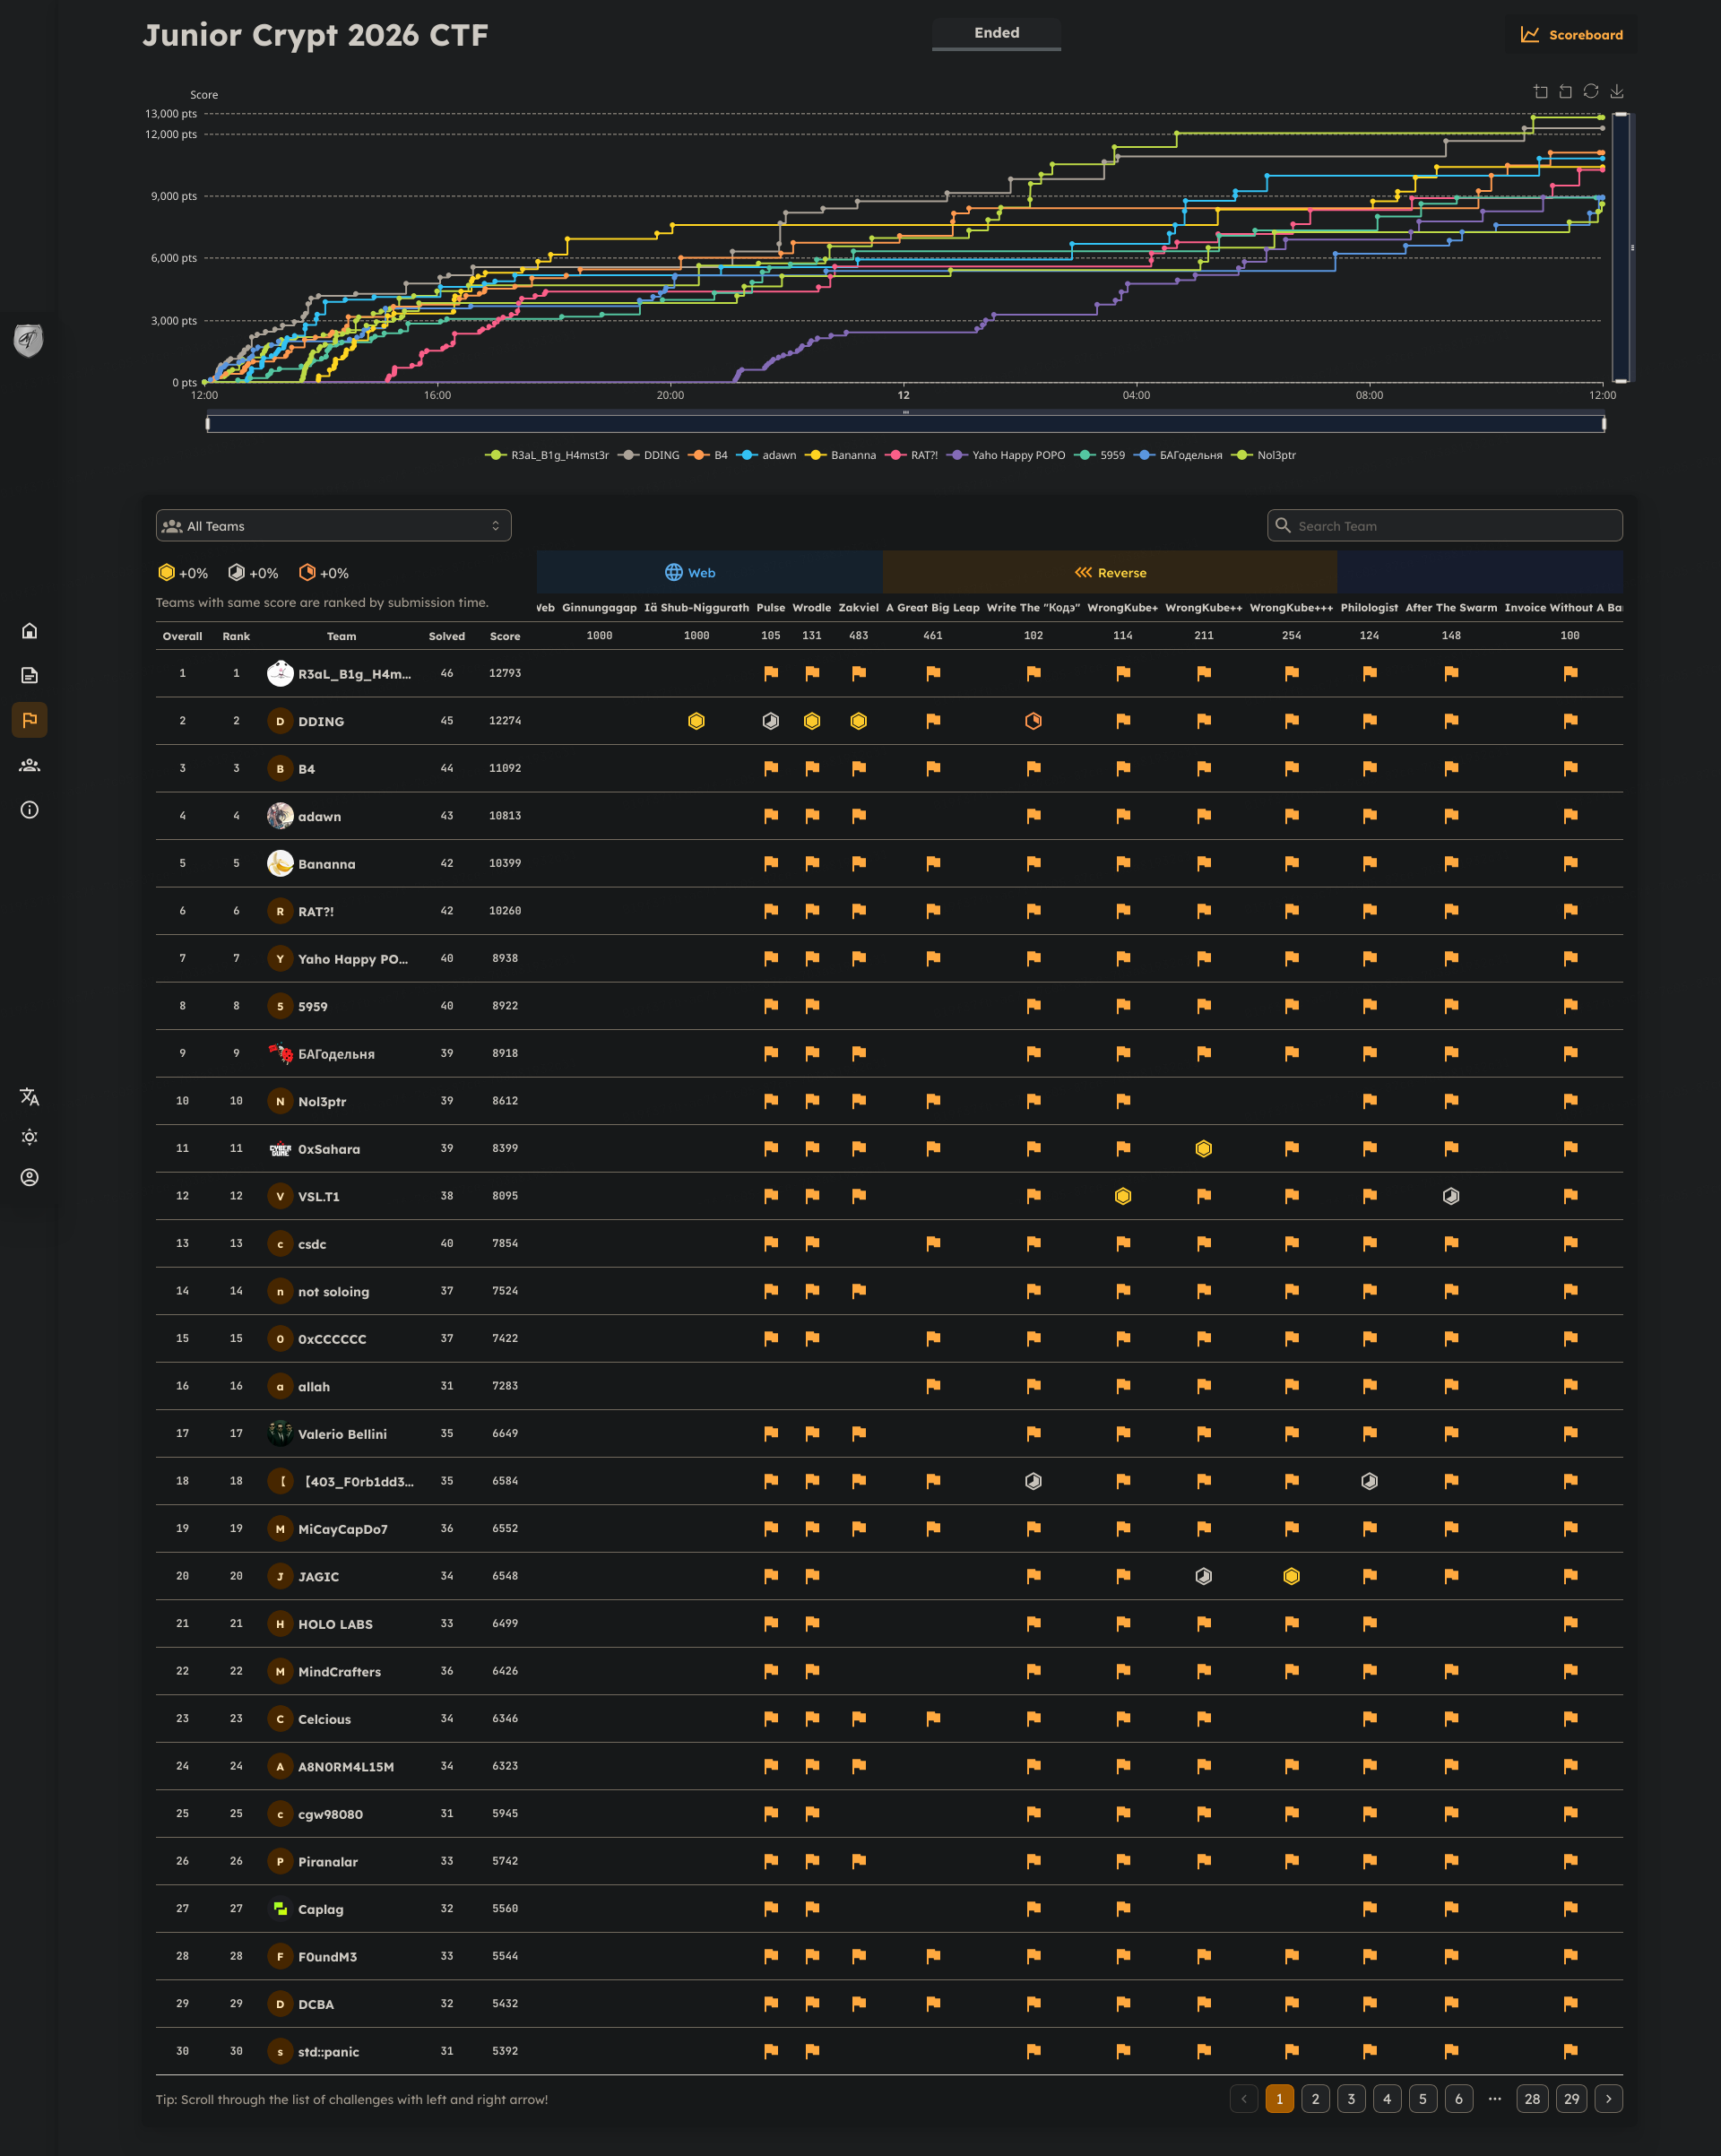 Junior Crypt 2026 CTF
Ended
Scoreboard
Score
13,000 pts
12,000 pts
9,000 pts
6,000 pts
3,000 pts
0 pts
12:00 16:00 20:00 12 04:00 08:00 12:00
R3aL_B1g_H4mst3r DDING B4 adawn Bananna RAT?! Yaho Happy POPO 5959 БАГодельня Nol3ptr
All Teams
Search Team
+0% +0% +0%
Web Reverse
Teams with same score are ranked by submission time.
Ginnungagap Iä Shub-Niggurath Pulse Wrodle Zakviel A Great Big Leap Write The "Кодэ" WrongKube+ WrongKube++ WrongKube+++ Philologist After The Swarm Invoice Without A Ba
Overall Rank Team Solved Score 1000 1000 105 131 483 461 102 114 211 254 124 148 100
1 1 R3aL_B1g_H4m... 46 12793
2 2 D DDING 45 12274
3 3 B B4 44 11092
4 4 adawn 43 10813
5 5 Bananna 42 10399
6 6 R RAT?! 42 10260
7 7 Y Yaho Happy PO... 40 8938
8 8 5 5959 40 8922
9 9 БАГодельня 39 8918
10 10 N Nol3ptr 39 8612
11 11 0xSahara 39 8399
12 12 V VSL.T1 38 8095
13 13 c csdc 40 7854
14 14 n not soloing 37 7524
15 15 0 0xCCCCCC 37 7422
16 16 a allah 31 7283
17 17 Valerio Bellini 35 6649
18 18 【 【403_F0rb1dd3... 35 6584
19 19 M MiCayCapDo7 36 6552
20 20 J JAGIC 34 6548
21 21 H HOLO LABS 33 6499
22 22 M MindCrafters 36 6426
23 23 C Celcious 34 6346
24 24 A A8N0RM4L15M 34 6323
25 25 c cgw98080 31 5945
26 26 P Piranalar 33 5742
27 27 Caplag 32 5560
28 28 F F0undM3 33 5544
29 29 D DCBA 32 5432
30 30 s std::panic 31 5392
Tip: Scroll through the list of challenges with left and right arrow!
1 2 3 4 5 6 ... 28 29